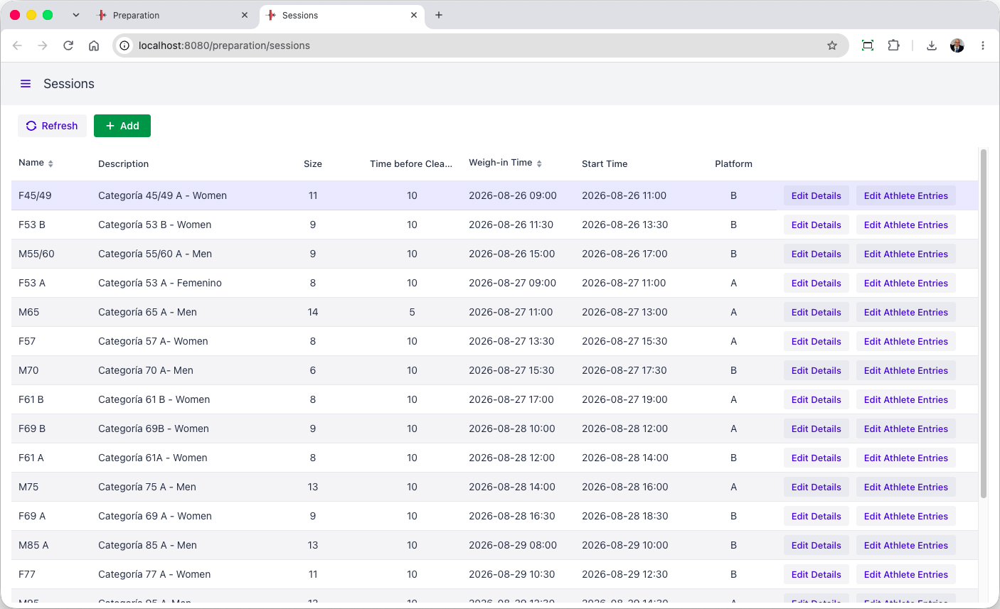 Preparation
Sessions
localhost:8080/preparation/sessions
Sessions
Refresh
Add
Name Description Size Time before Clea... Weigh-in Time Start Time Platform
F45/49 Categoría 45/49 A - Women 11 10 2026-08-26 09:00 2026-08-26 11:00 B Edit Details Edit Athlete Entries
F53 B Categoría 53 B - Women 9 10 2026-08-26 11:30 2026-08-26 13:30 B Edit Details Edit Athlete Entries
M55/60 Categoría 55/60 A - Men 9 10 2026-08-26 15:00 2026-08-26 17:00 B Edit Details Edit Athlete Entries
F53 A Categoría 53 A - Femenino 8 10 2026-08-27 09:00 2026-08-27 11:00 A Edit Details Edit Athlete Entries
M65 Categoría 65 A - Men 14 5 2026-08-27 11:00 2026-08-27 13:00 A Edit Details Edit Athlete Entries
F57 Categoría 57 A- Women 8 10 2026-08-27 13:30 2026-08-27 15:30 A Edit Details Edit Athlete Entries
M70 Categoría 70 A- Men 6 10 2026-08-27 15:30 2026-08-27 17:30 B Edit Details Edit Athlete Entries
F61 B Categoría 61 B - Women 8 10 2026-08-27 17:00 2026-08-27 19:00 A Edit Details Edit Athlete Entries
F69 B Categoría 69B - Women 9 10 2026-08-28 10:00 2026-08-28 12:00 A Edit Details Edit Athlete Entries
F61 A Categoría 61A - Women 8 10 2026-08-28 12:00 2026-08-28 14:00 B Edit Details Edit Athlete Entries
M75 Categoría 75 A - Men 13 10 2026-08-28 14:00 2026-08-28 16:00 A Edit Details Edit Athlete Entries
F69 A Categoría 69 A - Women 9 10 2026-08-28 16:30 2026-08-28 18:30 B Edit Details Edit Athlete Entries
M85 A Categoría 85 A - Men 13 10 2026-08-29 08:00 2026-08-29 10:00 B Edit Details Edit Athlete Entries
F77 Categoría 77 A - Women 11 10 2026-08-29 10:30 2026-08-29 12:30 B Edit Details Edit Athlete Entries